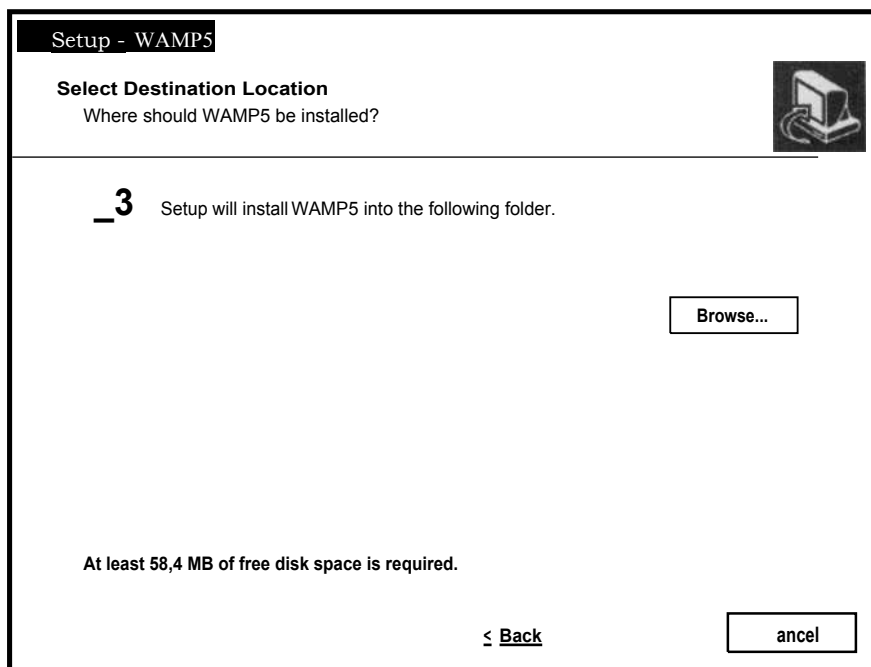 Setup - WAMP5
Select Destination Location
Where should WAMP5 be installed?
_3 Setup will install WAMP5 into the following folder.
Browse...
At least 58,4 MB of free disk space is required.
< Back ancel